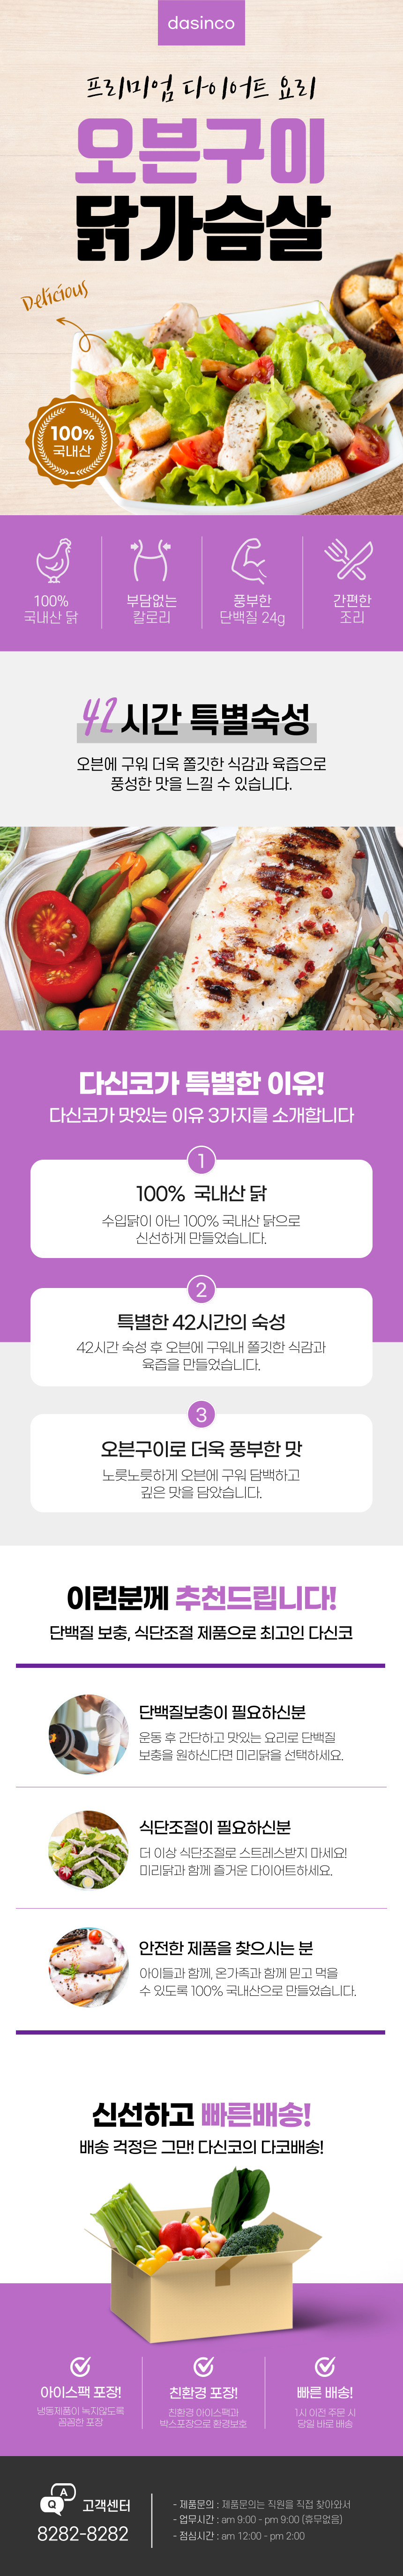 dasinco
프리미엄 다이어트 요리
오븐구이
닭가슴살
Delicious
100%
국내산
100%
국내산 닭
부담없는
칼로리
풍부한
단백질 24g
간편한
조리
42시간 특별숙성
오븐에 구워 더욱 쫄깃한 식감과 육즙으로
풍성한 맛을 느낄 수 있습니다.
다신코가 특별한 이유!
다신코가 맛있는 이유 3가지를 소개합니다
1
100% 국내산 닭
수입닭이 아닌 100% 국내산 닭으로
신선하게 만들었습니다.
2
특별한 42시간의 숙성
42시간 숙성 후 오븐에 구워내 쫄깃한 식감과
육즙을 만들었습니다.
3
오븐구이로 더욱 풍부한 맛
노릇노릇하게 오븐에 구워 담백하고
깊은 맛을 담았습니다.
이런분께 추천드립니다!
단백질 보충, 식단조절 제품으로 최고인 다신코
단백질보충이 필요하신분
운동 후 간단하고 맛있는 요리로 단백질
보충을 원하신다면 미리닭을 선택하세요.
식단조절이 필요하신분
더 이상 식단조절로 스트레스받지 마세요!
미리닭과 함께 즐거운 다이어트하세요.
안전한 제품을 찾으시는 분
아이들과 함께, 온가족과 함께 믿고 먹을
수 있도록 100% 국내산으로 만들었습니다.
신선하고 빠른배송!
배송 걱정은 그만! 다신코의 다코배송!
아이스팩 포장!
냉동제품이 녹지않도록
꼼꼼한 포장
친환경 포장!
친환경 아이스팩과
박스포장으로 환경보호
빠른 배송!
1시 이전 주문 시
당일 바로 배송
A
Q
고객센터
8282-8282
- 제품문의 : 제품문의는 직원을 직접 찾아와서
- 업무시간 : am 9:00 - pm 9:00 (휴무없음)
- 점심시간 : am 12:00 - pm 2:00